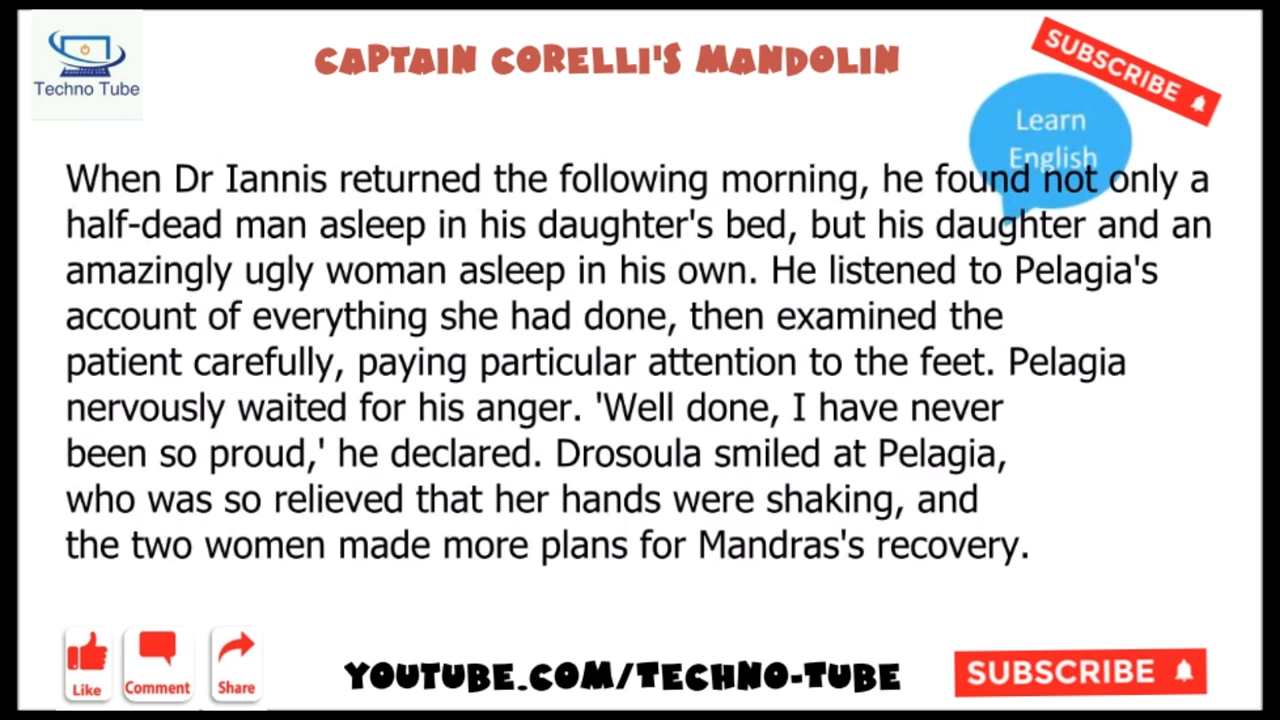 Techno Tube
CAPTAIN CORELLI'S MANDOLIN
SUBSCRIBE
Learn
English
When Dr Iannis returned the following morning, he found not only a
half-dead man asleep in his daughter's bed, but his daughter and an
amazingly ugly woman asleep in his own. He listened to Pelagia's
account of everything she had done, then examined the
patient carefully, paying particular attention to the feet. Pelagia
nervously waited for his anger. 'Well done, I have never
been so proud,' he declared. Drosoula smiled at Pelagia,
who was so relieved that her hands were shaking, and
the two women made more plans for Mandras's recovery.
Like
Comment
Share
YOUTUBE.COM/TECHNO-TUBE
SUBSCRIBE